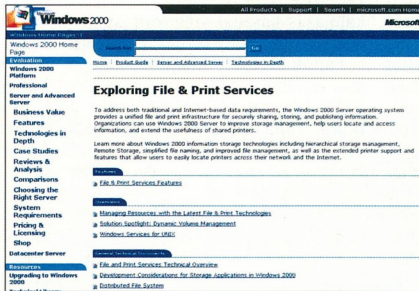 All Products | Support | Search | microsoft.com Home
Windows 2000
Microsoft
Windows 2000 Home
Page
Go
Evaluation
Windows 2000
Platform
Professional
Server and Advanced
Server
Business Value
Features
Technologies in
Depth
Case Studies
Reviews &
Analysis
Comparisons
Choosing the
Right Server
System
Requirements
Pricing &
Licensing
Shop
Datacenter Server
Resources
Upgrading to Windows
2000
Home | Product Guide | Server and Advanced Server | Technologies in Depth
Exploring File & Print Services
To address both traditional and Internet-based data requirements, the Windows 2000 Server operating system
provides a unified file and print infrastructure for securely sharing, storing, and publishing information.
Organizations can use Windows 2000 Server to improve storage management, help users locate and access
information, and extend the usefulness of shared printers.
Learn more about Windows 2000 information storage technologies including hierarchical storage management,
Remote Storage, simplified file naming, and improved file management, as well as the extended printer support and
features that allow users to easily locate printers across their network and the Internet.
Features
File & Print Services Features
Overviews
Managing Resources with the Latest File & Print Technologies
Solution Spotlight: Dynamic Volume Management
Windows Services for UNIX
General Technical Documents
File and Print Services Technical Overview
Development Considerations for Storage Applications in Windows 2000
Distributed File System